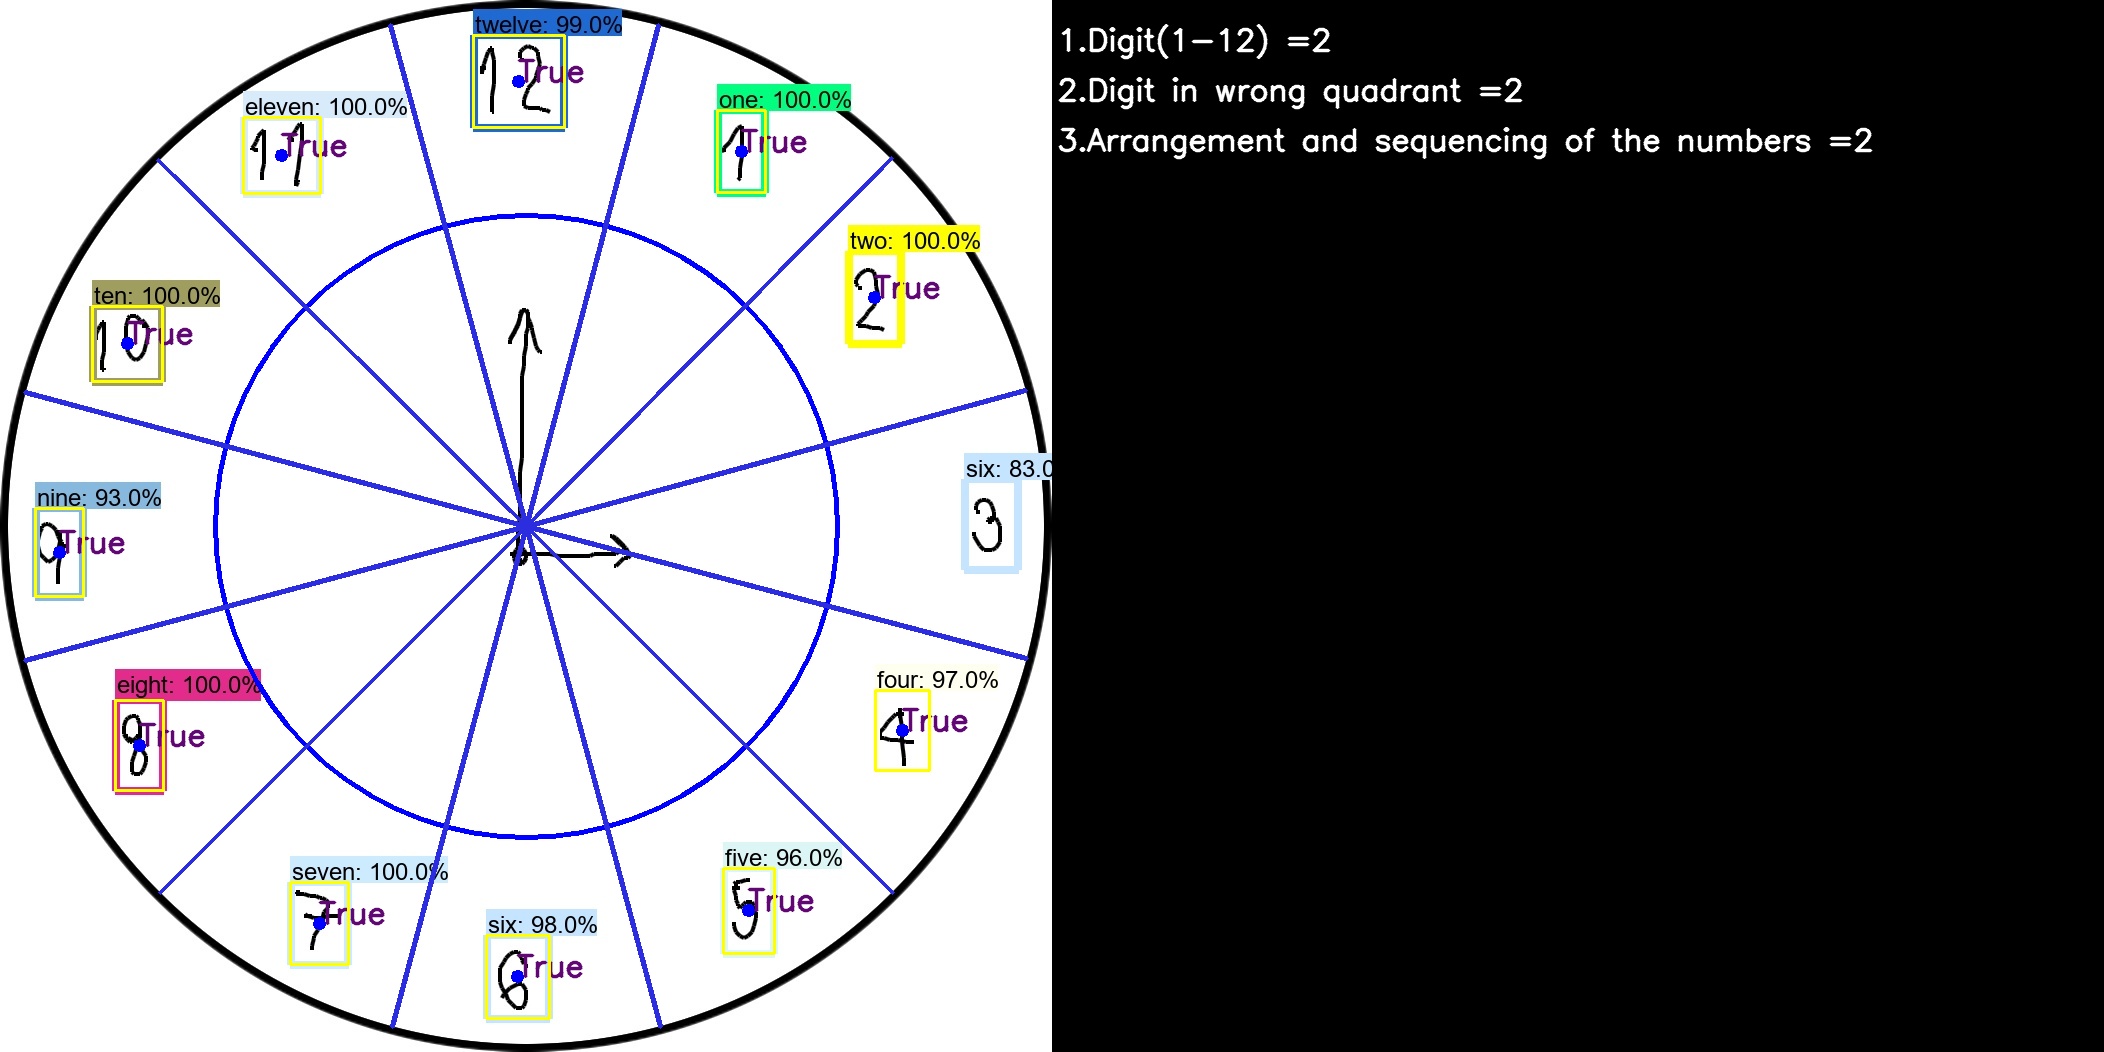 twelve: 99.0%
12 True
one: 100.0%
1 True
eleven: 100.0%
11 True
two: 100.0%
2 True
ten: 100.0%
10 True
six: 83.0
3
nine: 93.0%
9 True
four: 97.0%
4 True
eight: 100.0%
8 True
five: 96.0%
5 True
seven: 100.0%
7 True
six: 98.0%
6 True
1.Digit(1-12) =2
2.Digit in wrong quadrant =2
3.Arrangement and sequencing of the numbers =2